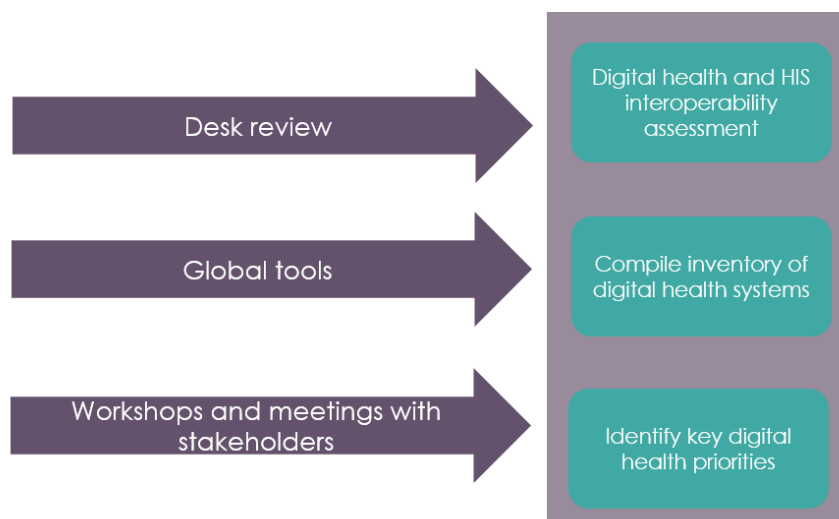 Desk review
Digital health and HIS
interoperability
assessment
Global tools
Compile inventory of
digital health systems
Workshops and meetings with
stakeholders
Identify key digital
health priorities